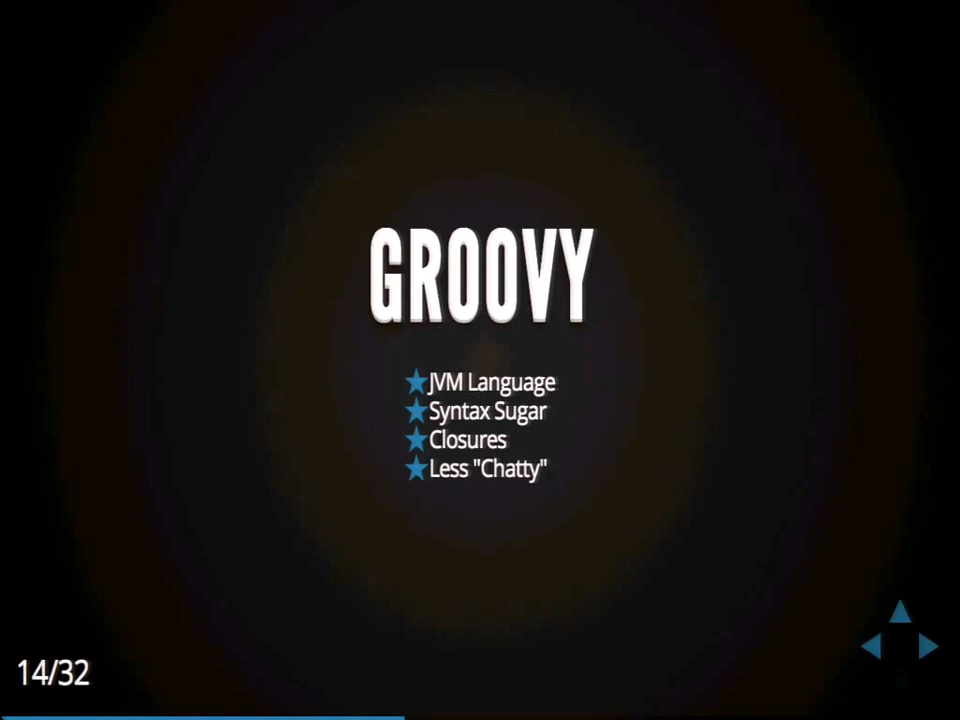 GROOVY
★JVM Language
★Syntax Sugar
★Closures
★Less "Chatty"
14/32